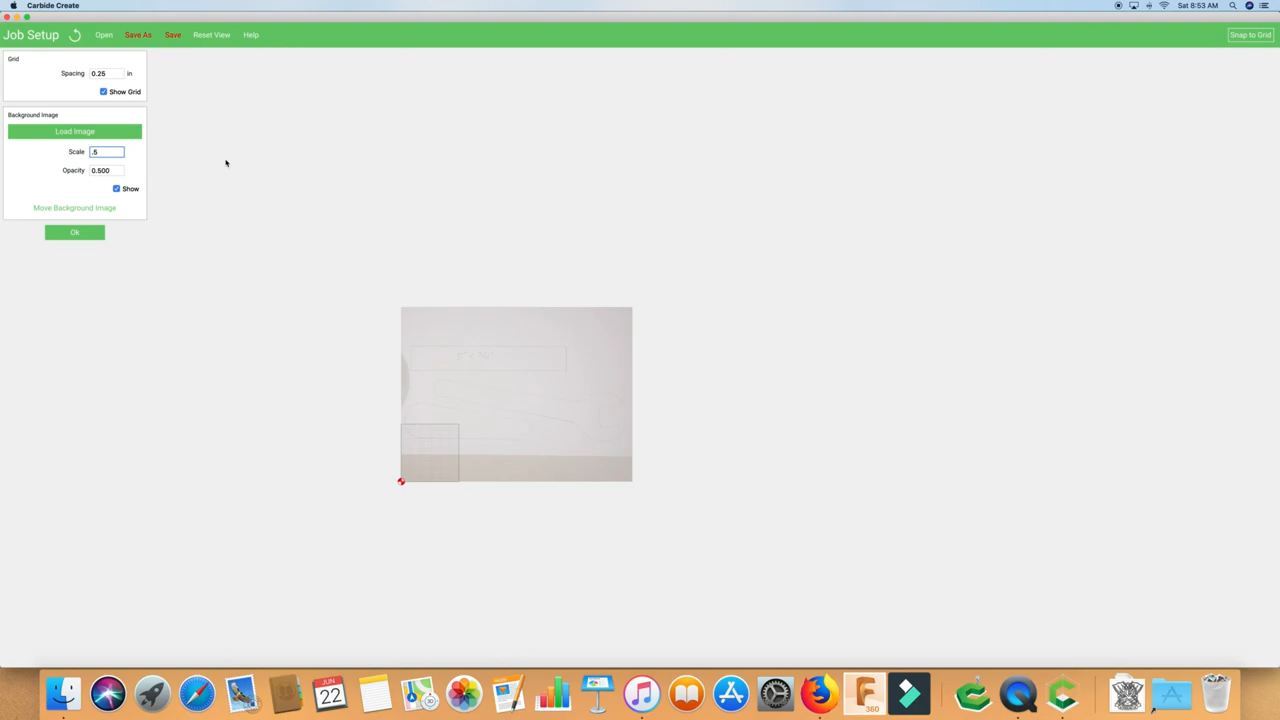 Carbide Create
Sat 8:53 AM
Job Setup
Open
Save As
Save
Reset View
Help
Snap to Grid
Grid
Spacing 0.25 in
Show Grid
Background Image
Load Image
Scale .5
Opacity 0.500
Show
Move Background Image
Ok
JUN
22
360